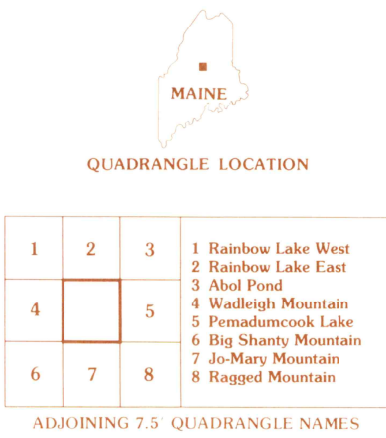 MAINE
QUADRANGLE LOCATION
1 2 3
4 5
6 7 8
1 Rainbow Lake West
2 Rainbow Lake East
3 Abol Pond
4 Wadleigh Mountain
5 Pemadumcook Lake
6 Big Shanty Mountain
7 Jo-Mary Mountain
8 Ragged Mountain
ADJOINING 7.5′ QUADRANGLE NAMES